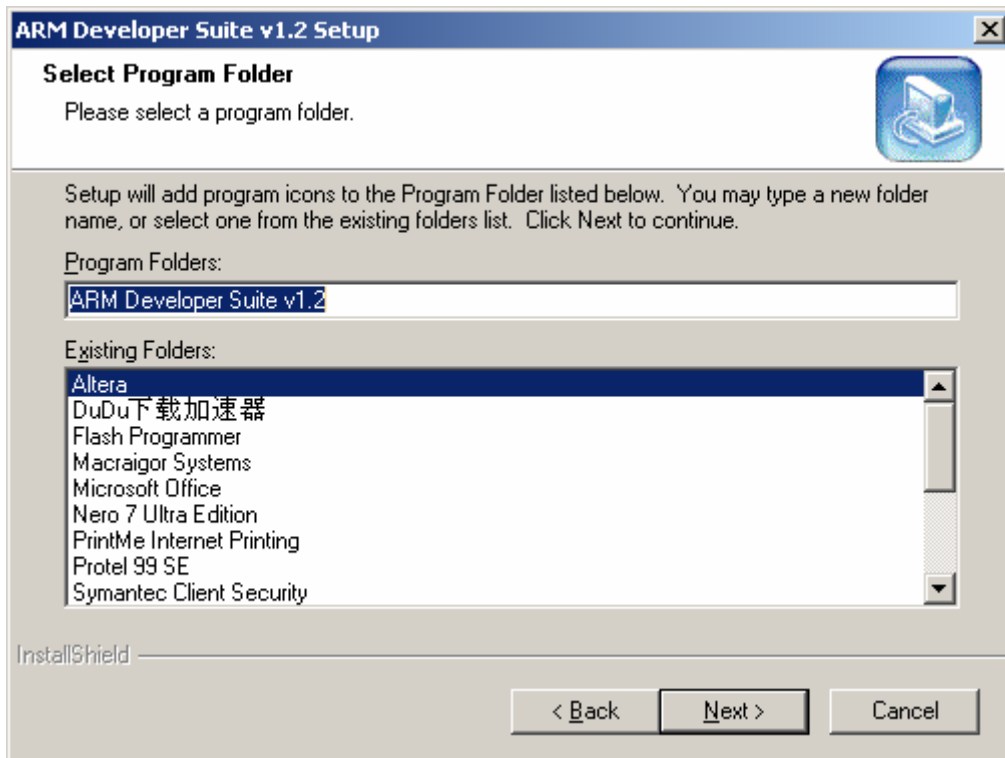 ARM Developer Suite v1.2 Setup
Select Program Folder
Please select a program folder.
Setup will add program icons to the Program Folder listed below.  You may type a new folder
name, or select one from the existing folders list.  Click Next to continue.
Program Folders:
ARM Developer Suite v1.2
Existing Folders:
Altera
DuDu下载加速器
Flash Programmer
Macraigor Systems
Microsoft Office
Nero 7 Ultra Edition
PrintMe Internet Printing
Protel 99 SE
Symantec Client Security
InstallShield
< Back
Next >
Cancel